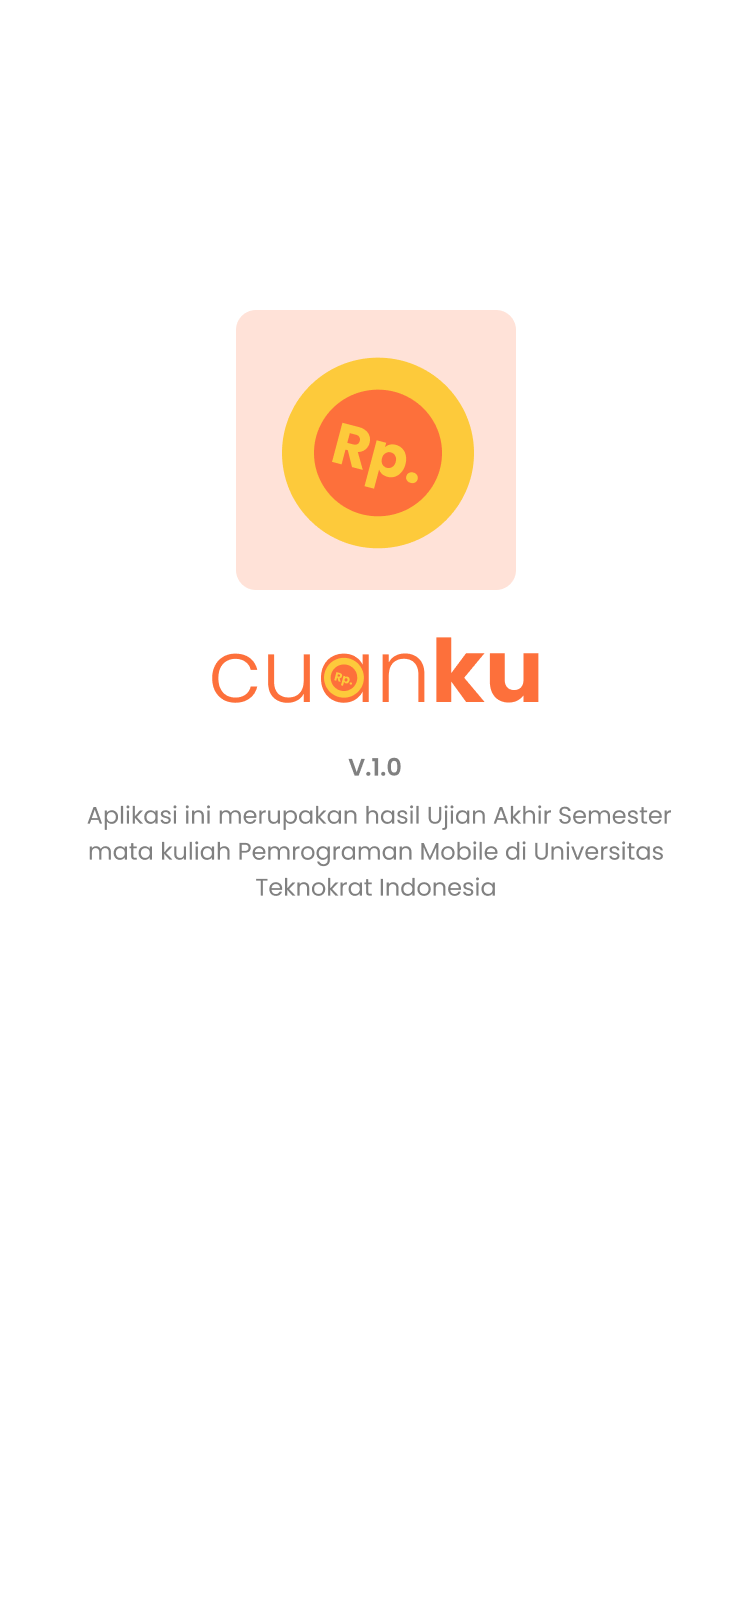 Rp.
cuanku
Rp.
V.1.0
Aplikasi ini merupakan hasil Ujian Akhir Semester
mata kuliah Pemrograman Mobile di Universitas
Teknokrat Indonesia